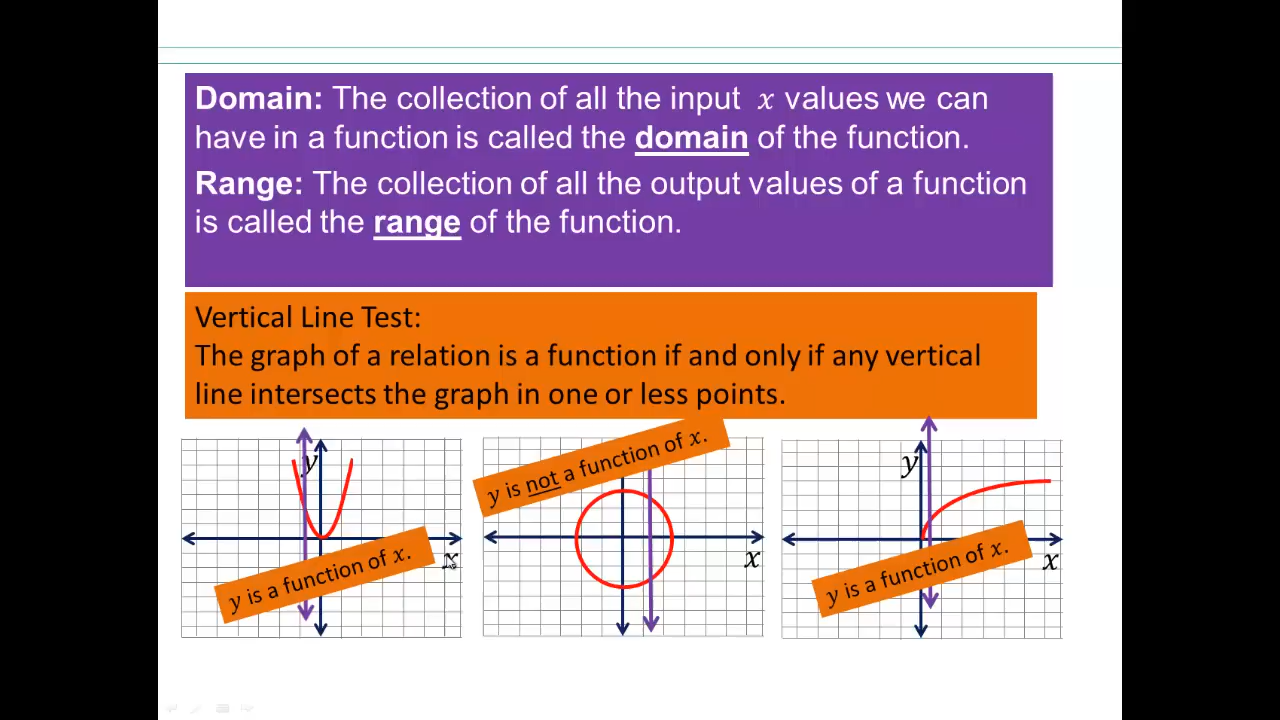 Domain: The collection of all the input x values we can
have in a function is called the domain of the function.
Range: The collection of all the output values of a function
is called the range of the function.
Vertical Line Test:
The graph of a relation is a function if and only if any vertical
line intersects the graph in one or less points.
y
x
y is a function of x.
y is not a function of x.
x
y
x
y is a function of x.